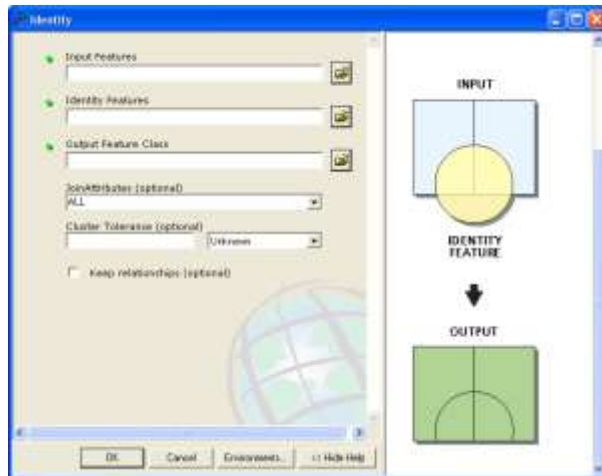 Identity
Input Features
Identity Features
Output Feature Class
JoinAttributes (optional)
ALL
Cluster Tolerance (optional)
Unknown
Keep relationships (optional)
OK
Cancel
Environments...
<< Hide Help
INPUT
IDENTITY
FEATURE
OUTPUT